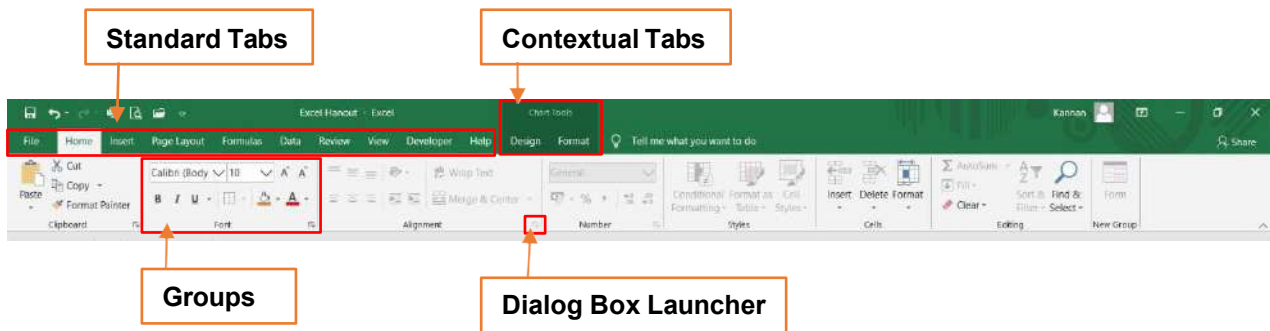 Standard Tabs
Contextual Tabs
Excel Hanout - Excel
Chart Tools
Kannan
File Home Insert Page Layout Formulas Data Review View Developer Help Design Format Tell me what you want to do Share
Paste
Cut
Copy
Format Painter
Clipboard
Calibri (Body 10 A A
B I U A
Font
Wrap Text
Merge & Center
Alignment
General
% ,
Number
Conditional Formatting
Format as Table
Cell Styles
Styles
Insert Delete Format
Cells
AutoSum
Fill
Clear
Sort & Filter
Find & Select
Editing
Form
New Group
Groups
Dialog Box Launcher